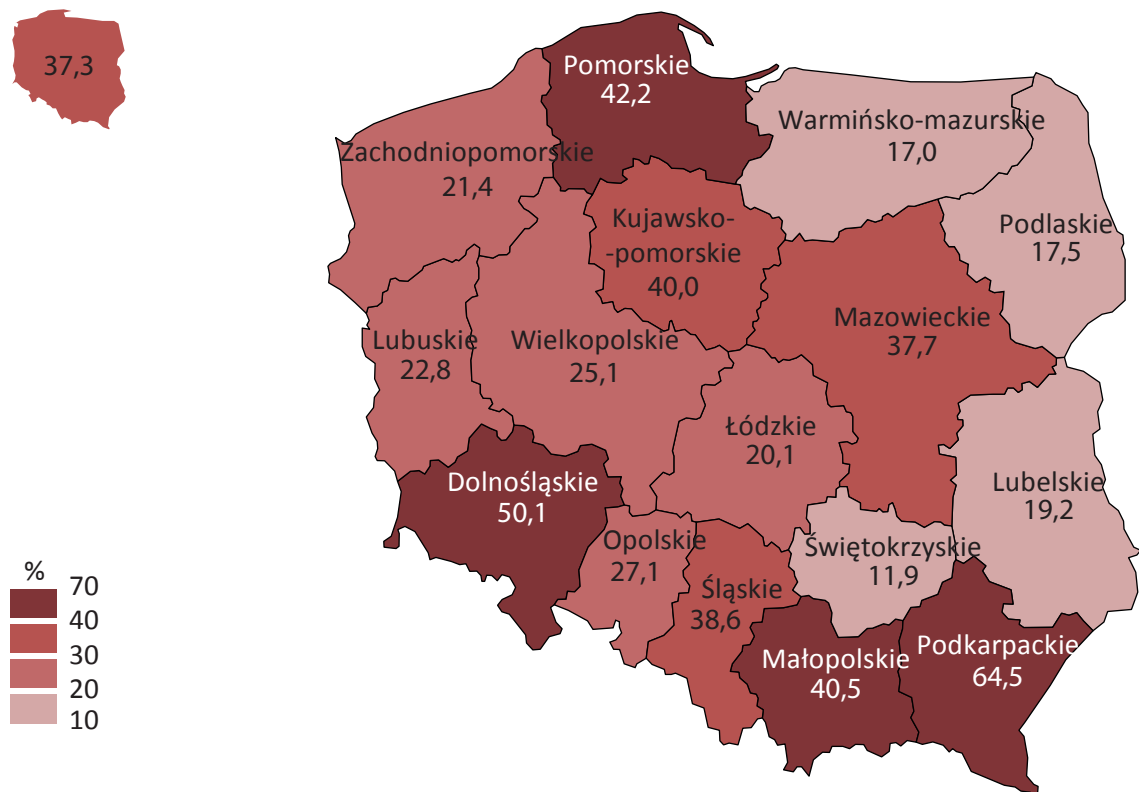 37,3
Pomorskie
42,2
Warmińsko-mazurskie
17,0
Zachodniopomorskie
21,4
Kujawsko-
-pomorskie
40,0
Podlaskie
17,5
Mazowieckie
37,7
Lubuskie
22,8
Wielkopolskie
25,1
Łódzkie
20,1
Dolnośląskie
50,1
Lubelskie
19,2
Opolskie
27,1
Świętokrzyskie
11,9
Śląskie
38,6
Małopolskie
40,5
Podkarpackie
64,5
%
70
40
30
20
10